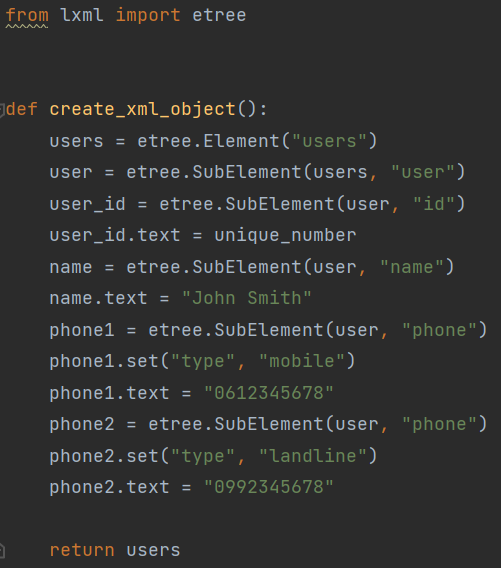 from lxml import etree
def create_xml_object():
    users = etree.Element("users")
    user = etree.SubElement(users, "user")
    user_id = etree.SubElement(user, "id")
    user_id.text = unique_number
    name = etree.SubElement(user, "name")
    name.text = "John Smith"
    phone1 = etree.SubElement(user, "phone")
    phone1.set("type", "mobile")
    phone1.text = "0612345678"
    phone2 = etree.SubElement(user, "phone")
    phone2.set("type", "landline")
    phone2.text = "0992345678"
    return users